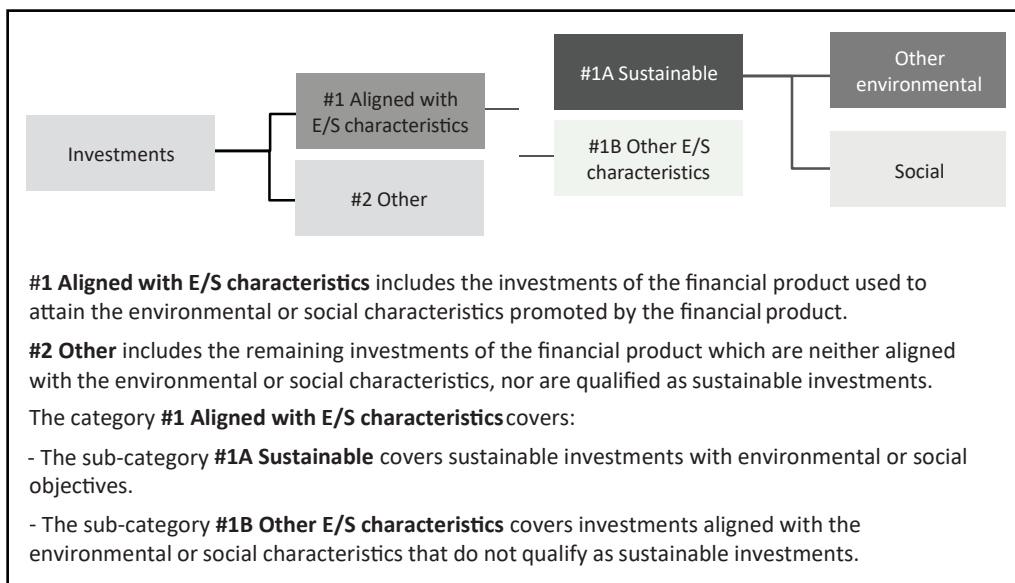 Investments
#1 Aligned with
E/S characteristics
#2 Other
#1A Sustainable
#1B Other E/S
characteristics
Other
environmental
Social
#1 Aligned with E/S characteristics includes the investments of the financial product used to
attain the environmental or social characteristics promoted by the financial product.
#2 Other includes the remaining investments of the financial product which are neither aligned
with the environmental or social characteristics, nor are qualified as sustainable investments.
The category #1 Aligned with E/S characteristics covers:
- The sub-category #1A Sustainable covers sustainable investments with environmental or social
objectives.
- The sub-category #1B Other E/S characteristics covers investments aligned with the
environmental or social characteristics that do not qualify as sustainable investments.